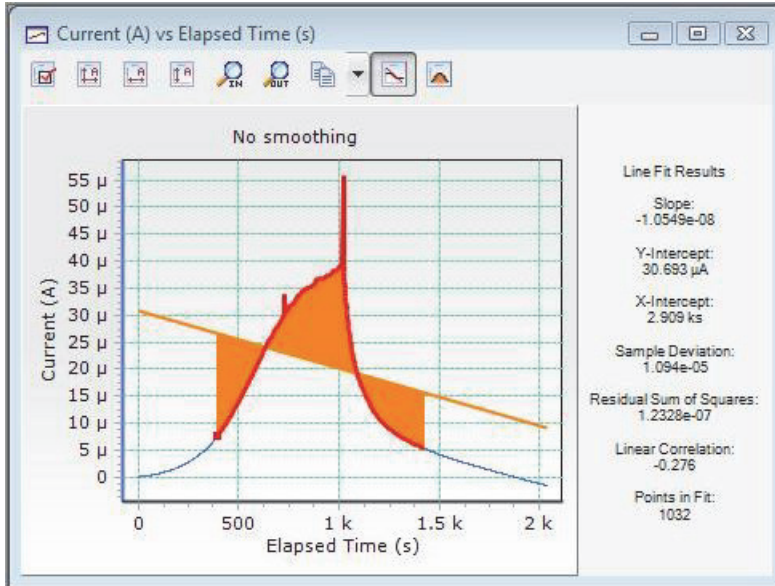 Current (A) vs Elapsed Time (s)
A
A
A
IN
OUT
No smoothing
55 µ
50 µ
45 µ
40 µ
35 µ
30 µ
25 µ
20 µ
15 µ
10 µ
5 µ
0
Current (A)
0
500
1 k
1.5 k
2 k
Elapsed Time (s)
Line Fit Results
Slope:
-1.0549e-08
Y-Intercept:
30.693 µA
X-Intercept:
2.909 ks
Sample Deviation:
1.094e-05
Residual Sum of Squares:
1.2328e-07
Linear Correlation:
-0.276
Points in Fit:
1032